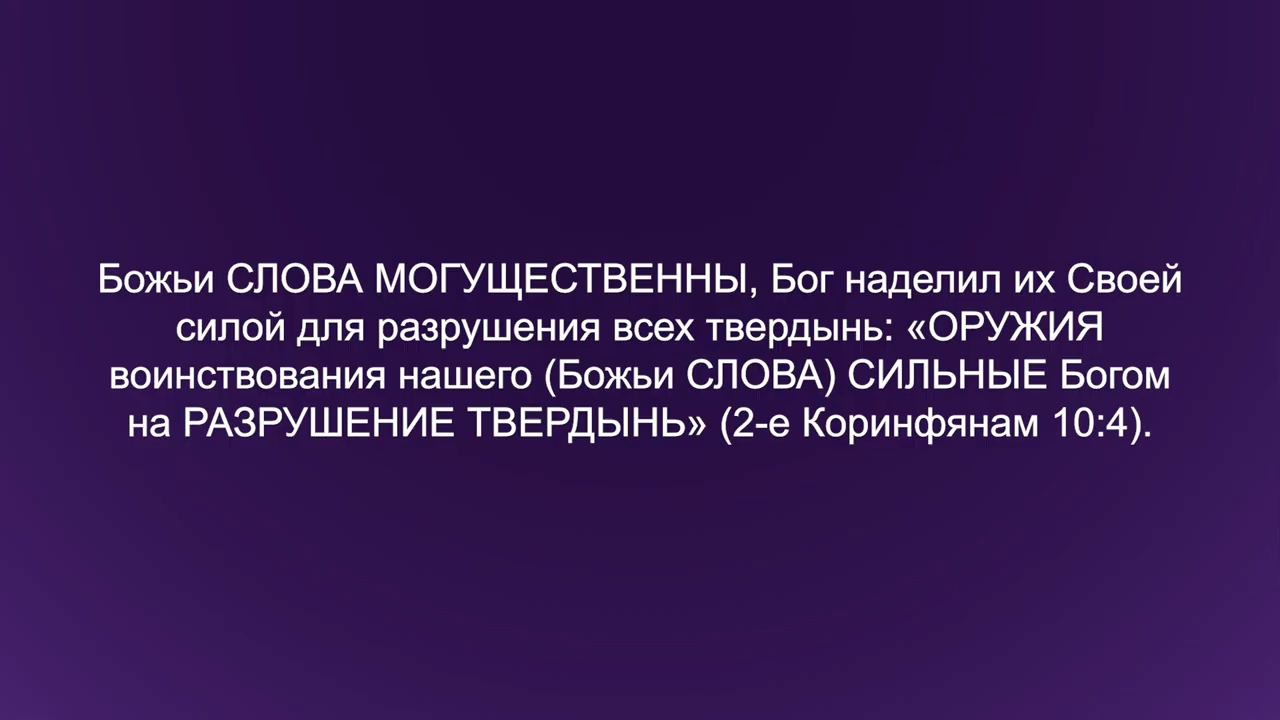 Божьи СЛОВА МОГУЩЕСТВЕННЫ, Бог наделил их Своей
силой для разрушения всех твердынь: «ОРУЖИЯ
воинствования нашего (Божьи СЛОВА) СИЛЬНЫЕ Богом
на РАЗРУШЕНИЕ ТВЕРДЫНЬ» (2-е Коринфянам 10:4).